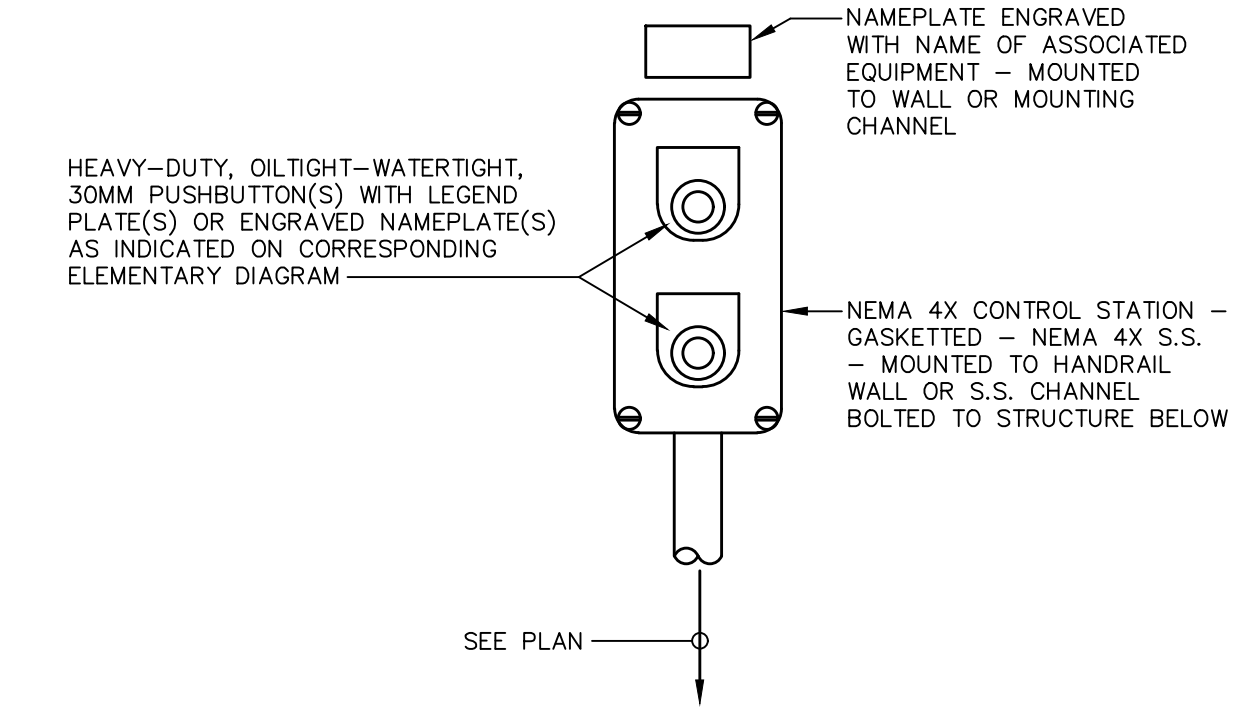 NAMEPLATE ENGRAVED
WITH NAME OF ASSOCIATED
EQUIPMENT – MOUNTED
TO WALL OR MOUNTING
CHANNEL
HEAVY–DUTY, OILTIGHT–WATERTIGHT,
30MM PUSHBUTTON(S) WITH LEGEND
PLATE(S) OR ENGRAVED NAMEPLATE(S)
AS INDICATED ON CORRESPONDING
ELEMENTARY DIAGRAM
NEMA 4X CONTROL STATION –
GASKETTED – NEMA 4X S.S.
– MOUNTED TO HANDRAIL
WALL OR S.S. CHANNEL
BOLTED TO STRUCTURE BELOW
SEE PLAN